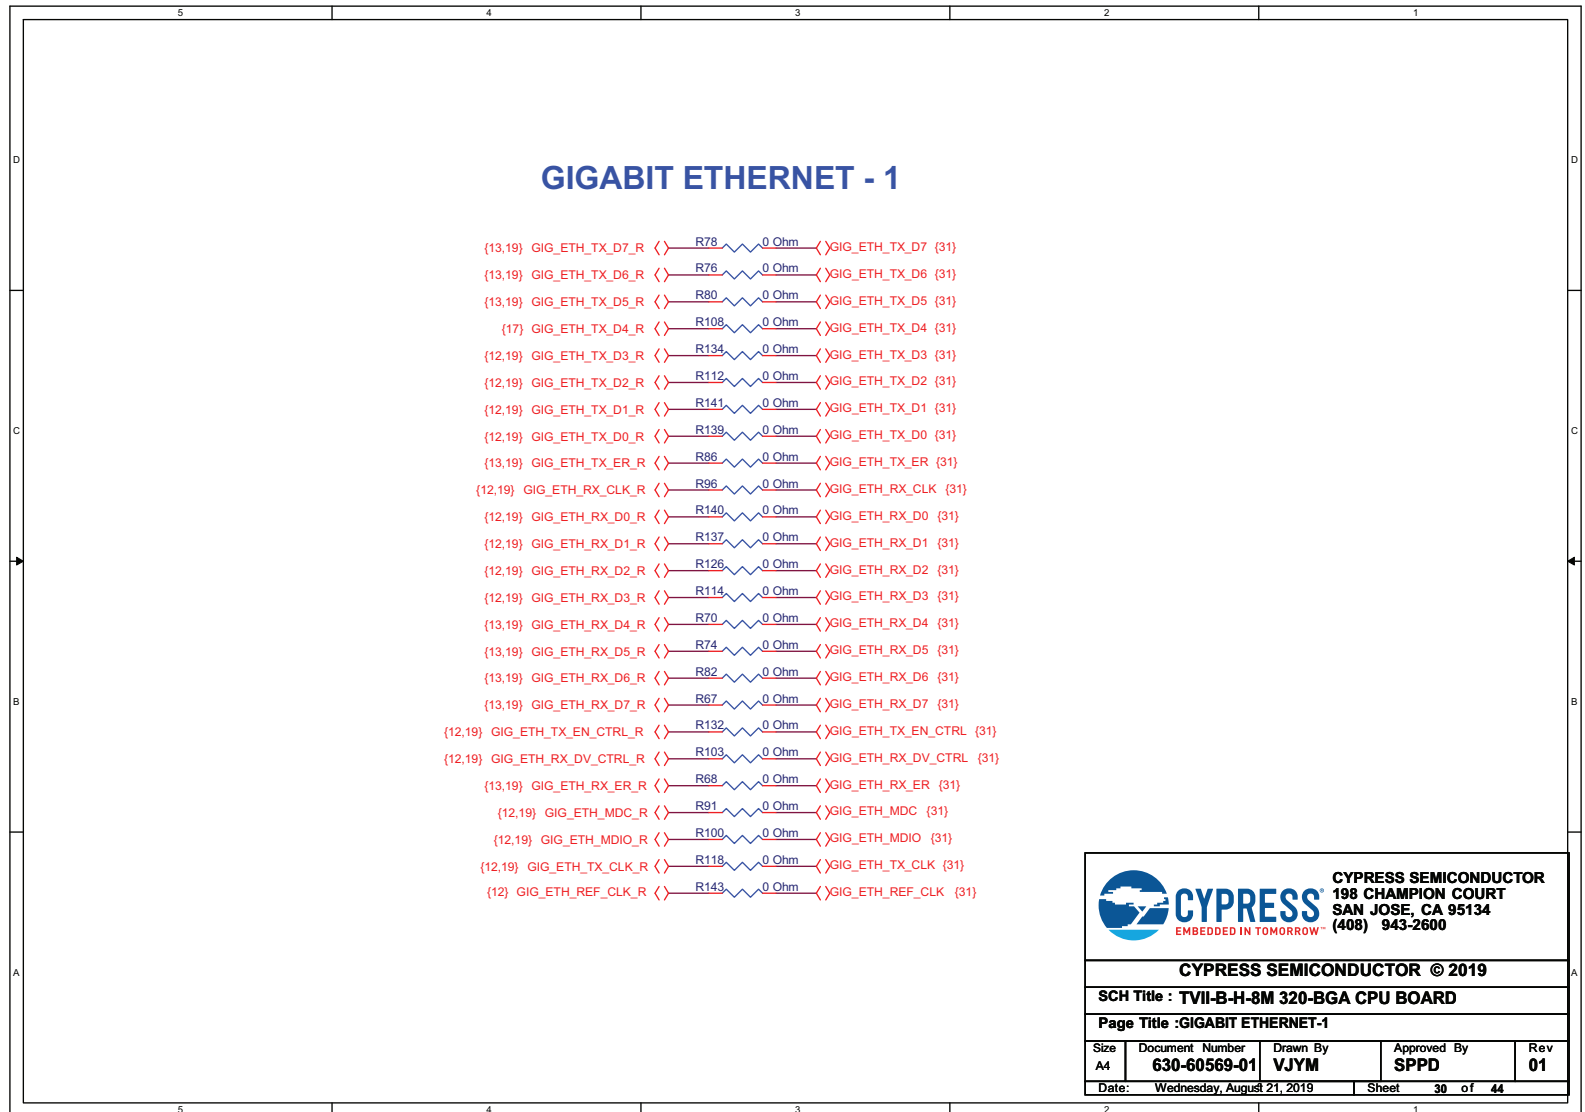 5 4 3 2 1
D D
GIGABIT ETHERNET - 1
{13,19} GIG_ETH_TX_D7_R R78 0 Ohm GIG_ETH_TX_D7 {31}
{13,19} GIG_ETH_TX_D6_R R76 0 Ohm GIG_ETH_TX_D6 {31}
{13,19} GIG_ETH_TX_D5_R R80 0 Ohm GIG_ETH_TX_D5 {31}
{17} GIG_ETH_TX_D4_R R108 0 Ohm GIG_ETH_TX_D4 {31}
{12,19} GIG_ETH_TX_D3_R R134 0 Ohm GIG_ETH_TX_D3 {31}
{12,19} GIG_ETH_TX_D2_R R112 0 Ohm GIG_ETH_TX_D2 {31}
{12,19} GIG_ETH_TX_D1_R R141 0 Ohm GIG_ETH_TX_D1 {31}
C C
{12,19} GIG_ETH_TX_D0_R R139 0 Ohm GIG_ETH_TX_D0 {31}
{13,19} GIG_ETH_TX_ER_R R86 0 Ohm GIG_ETH_TX_ER {31}
{12,19} GIG_ETH_RX_CLK_R R96 0 Ohm GIG_ETH_RX_CLK {31}
{12,19} GIG_ETH_RX_D0_R R140 0 Ohm GIG_ETH_RX_D0 {31}
{12,19} GIG_ETH_RX_D1_R R137 0 Ohm GIG_ETH_RX_D1 {31}
{12,19} GIG_ETH_RX_D2_R R126 0 Ohm GIG_ETH_RX_D2 {31}
{12,19} GIG_ETH_RX_D3_R R114 0 Ohm GIG_ETH_RX_D3 {31}
{13,19} GIG_ETH_RX_D4_R R70 0 Ohm GIG_ETH_RX_D4 {31}
{13,19} GIG_ETH_RX_D5_R R74 0 Ohm GIG_ETH_RX_D5 {31}
{13,19} GIG_ETH_RX_D6_R R82 0 Ohm GIG_ETH_RX_D6 {31}
B B
{13,19} GIG_ETH_RX_D7_R R67 0 Ohm GIG_ETH_RX_D7 {31}
{12,19} GIG_ETH_TX_EN_CTRL_R R132 0 Ohm GIG_ETH_TX_EN_CTRL {31}
{12,19} GIG_ETH_RX_DV_CTRL_R R103 0 Ohm GIG_ETH_RX_DV_CTRL {31}
{13,19} GIG_ETH_RX_ER_R R68 0 Ohm GIG_ETH_RX_ER {31}
{12,19} GIG_ETH_MDC_R R91 0 Ohm GIG_ETH_MDC {31}
{12,19} GIG_ETH_MDIO_R R100 0 Ohm GIG_ETH_MDIO {31}
{12,19} GIG_ETH_TX_CLK_R R118 0 Ohm GIG_ETH_TX_CLK {31}
{12} GIG_ETH_REF_CLK_R R143 0 Ohm GIG_ETH_REF_CLK {31}
CYPRESS®
EMBEDDED IN TOMORROW™
CYPRESS SEMICONDUCTOR
198 CHAMPION COURT
SAN JOSE, CA 95134
(408) 943-2600
A A
CYPRESS SEMICONDUCTOR © 2019
SCH Title : TVII-B-H-8M 320-BGA CPU BOARD
Page Title :GIGABIT ETHERNET-1
Size Document Number Drawn By Approved By Rev
A4 630-60569-01 VJYM SPPD 01
Date: Wednesday, August 21, 2019 Sheet 30 of 44
5 4 3 2 1